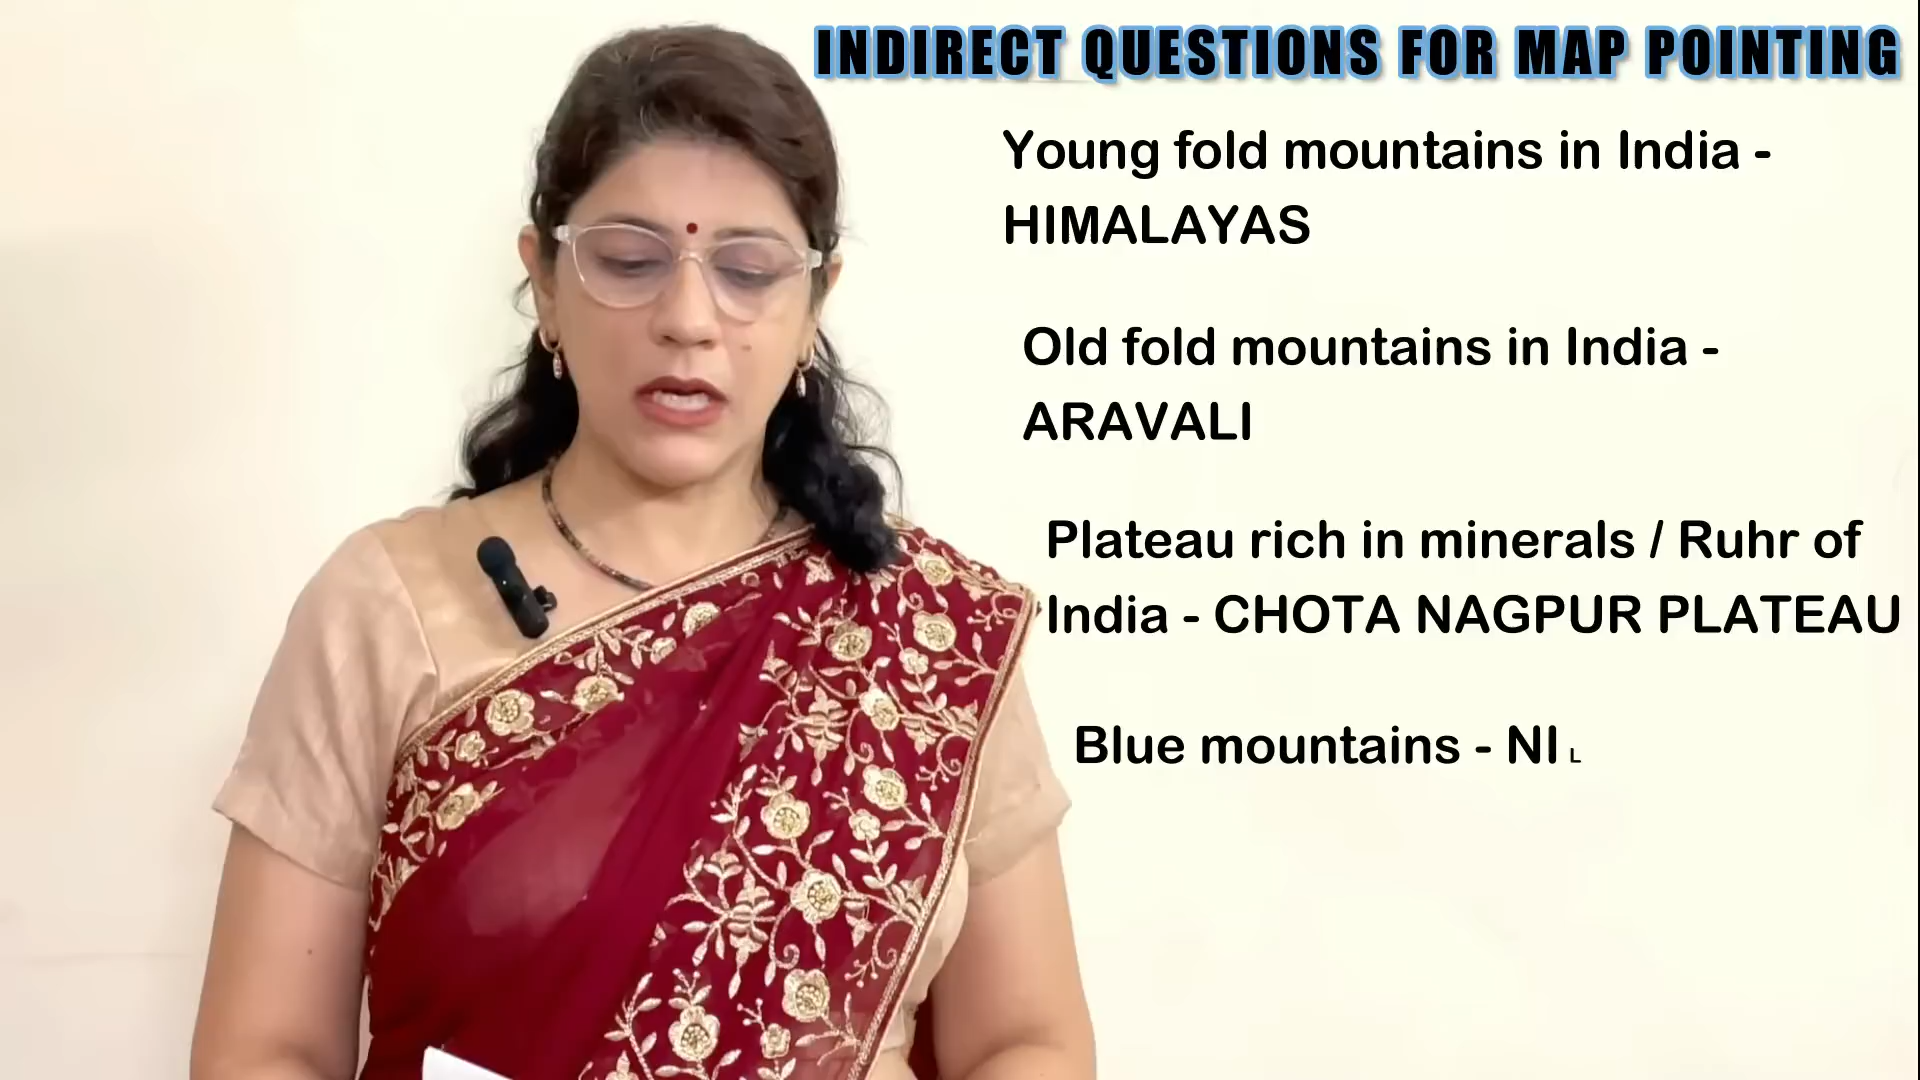 INDIRECT QUESTIONS FOR MAP POINTING
Young fold mountains in India -
HIMALAYAS
Old fold mountains in India -
ARAVALI
Plateau rich in minerals / Ruhr of
India - CHOTA NAGPUR PLATEAU
Blue mountains - NIL